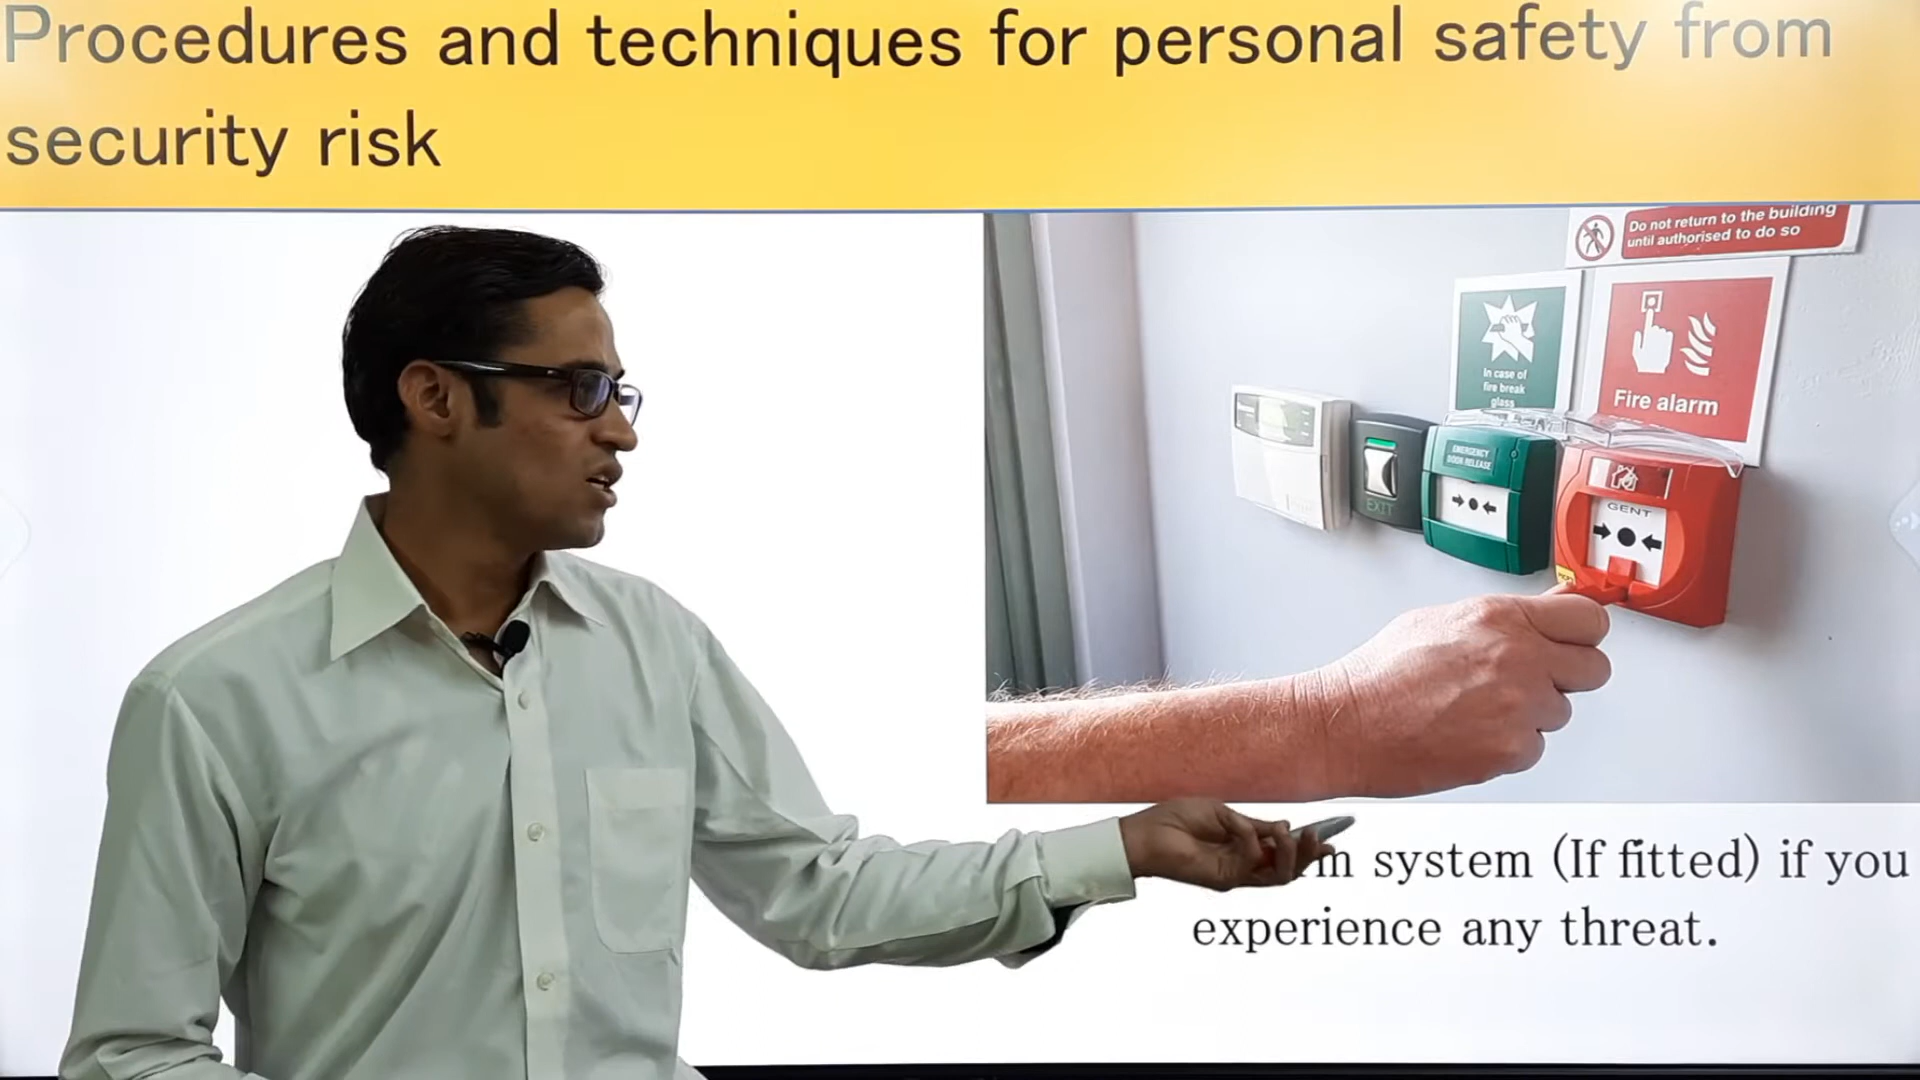 Procedures and techniques for personal safety from
security risk
Do not return to the building
until authorised to do so
In case of
fire break
glass
Fire alarm
EMERGENCY
DOOR RELEASE
EXIT
GENT
system (If fitted) if you
experience any threat.